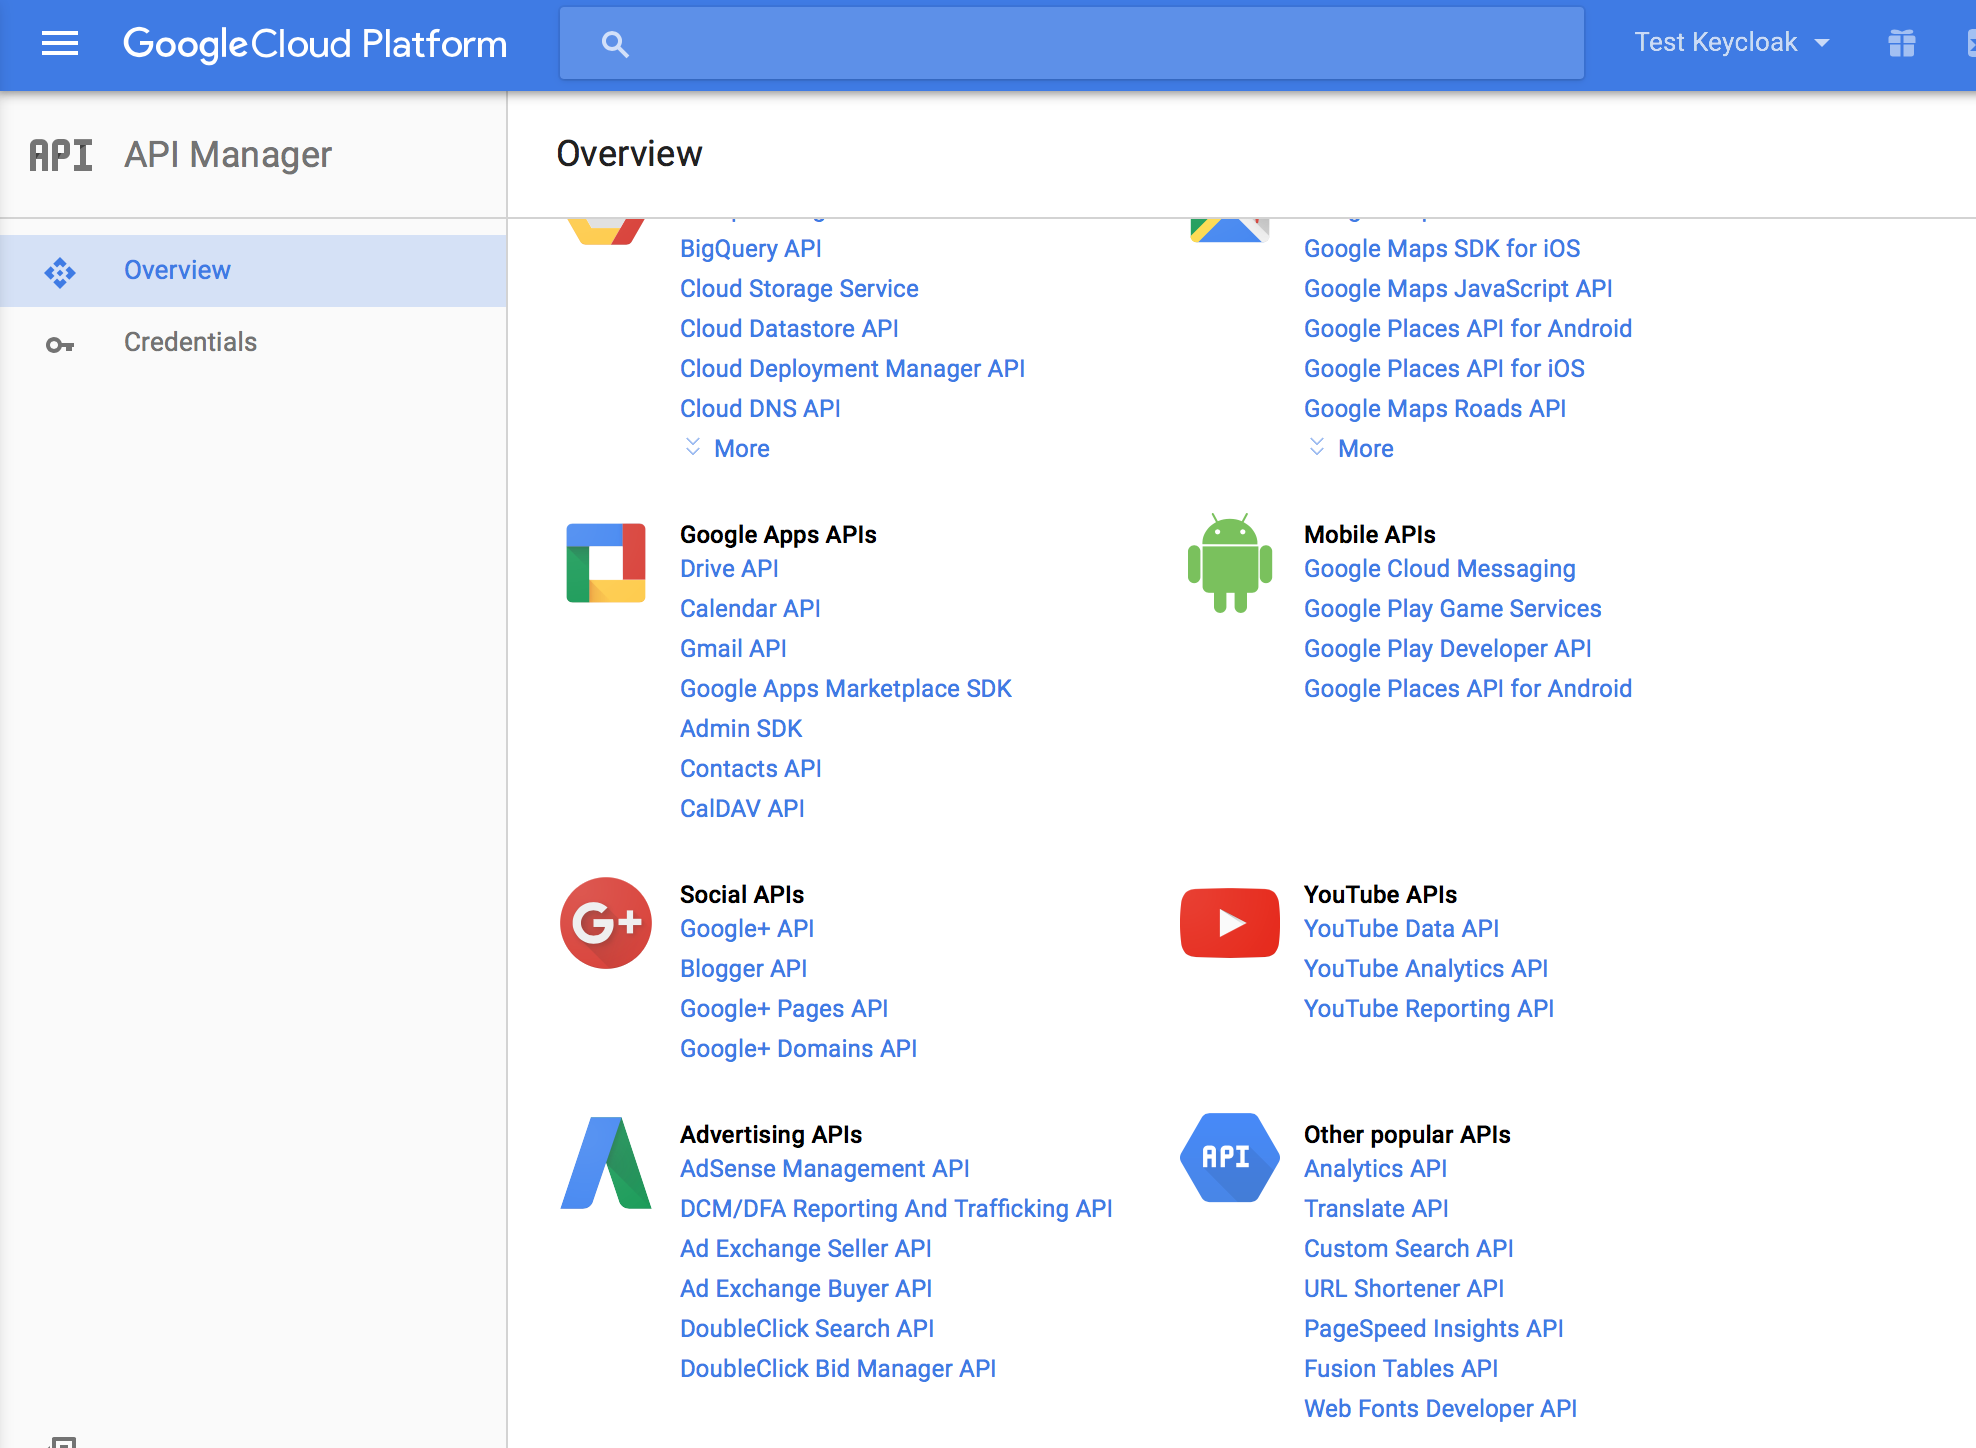 Google Cloud Platform
Test Keycloak
API API Manager
Overview
Overview
Credentials
BigQuery API
Cloud Storage Service
Cloud Datastore API
Cloud Deployment Manager API
Cloud DNS API
More
Google Maps SDK for iOS
Google Maps JavaScript API
Google Places API for Android
Google Places API for iOS
Google Maps Roads API
More
Google Apps APIs
Drive API
Calendar API
Gmail API
Google Apps Marketplace SDK
Admin SDK
Contacts API
CalDAV API
Mobile APIs
Google Cloud Messaging
Google Play Game Services
Google Play Developer API
Google Places API for Android
G+
Social APIs
Google+ API
Blogger API
Google+ Pages API
Google+ Domains API
YouTube APIs
YouTube Data API
YouTube Analytics API
YouTube Reporting API
Advertising APIs
AdSense Management API
DCM/DFA Reporting And Trafficking API
Ad Exchange Seller API
Ad Exchange Buyer API
DoubleClick Search API
DoubleClick Bid Manager API
API
Other popular APIs
Analytics API
Translate API
Custom Search API
URL Shortener API
PageSpeed Insights API
Fusion Tables API
Web Fonts Developer API